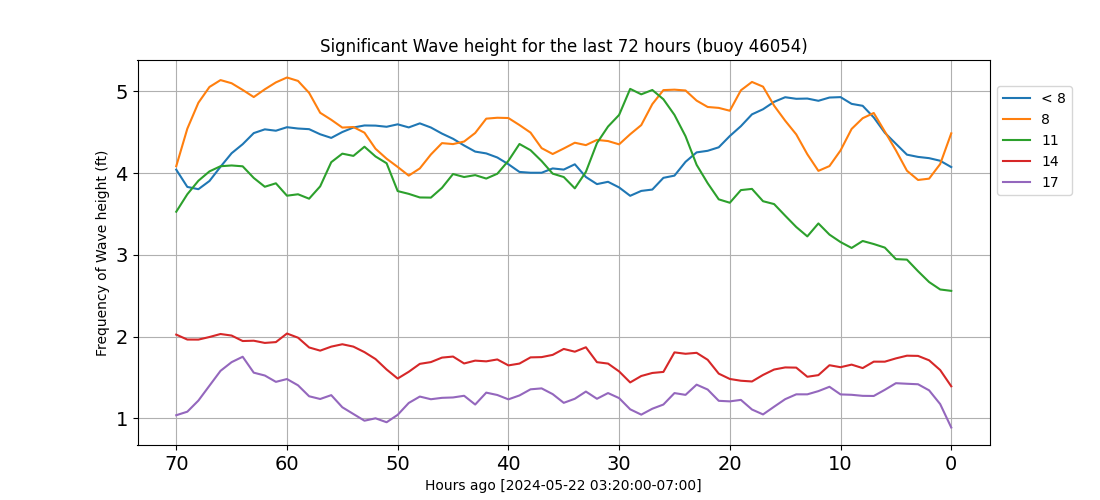 Significant Wave height for the last 72 hours (buoy 46054)
Frequency of Wave height (ft)
5
4
3
2
1
70 60 50 40 30 20 10 0
Hours ago [2024-05-22 03:20:00-07:00]
< 8
8
11
14
17